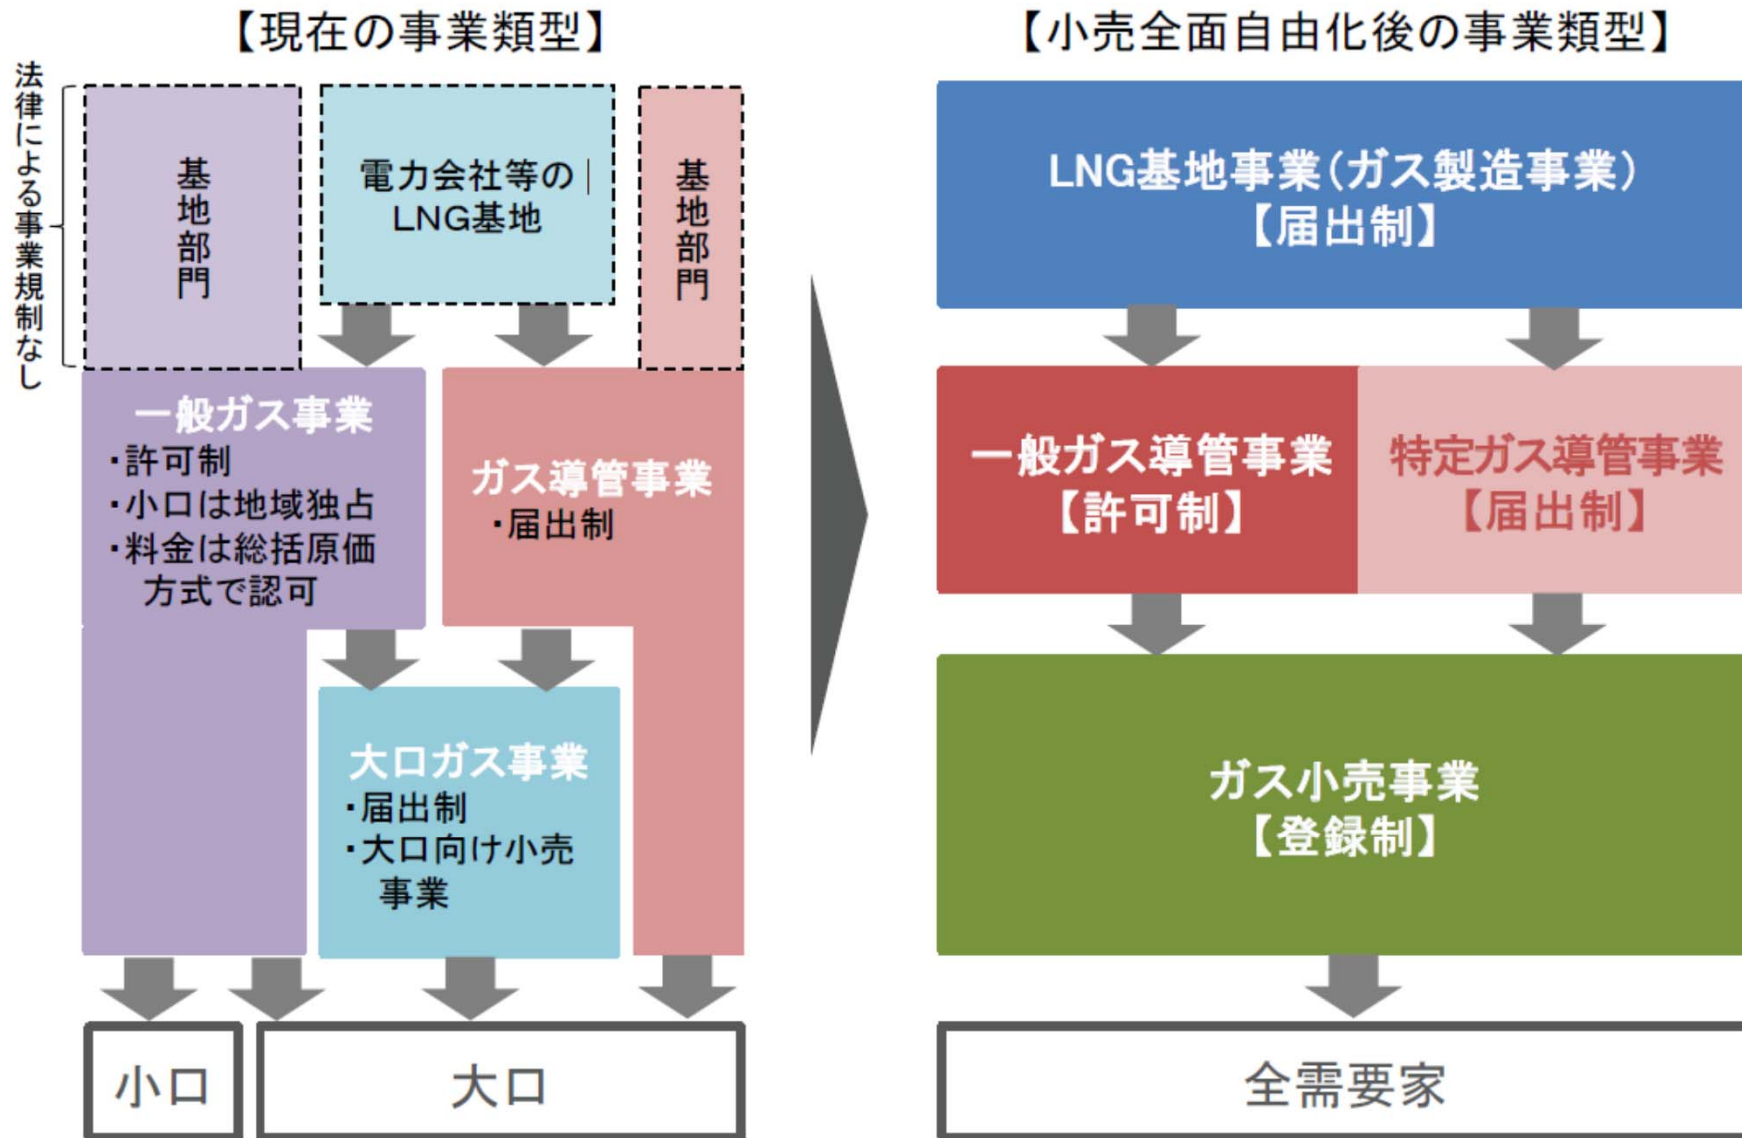 【現在の事業類型】
法律による事業規制なし
基地部門
電力会社等の
LNG基地
基地部門
一般ガス事業
・許可制
・小口は地域独占
・料金は総括原価
方式で認可
ガス導管事業
・届出制
大口ガス事業
・届出制
・大口向け小売
事業
小口
大口
【小売全面自由化後の事業類型】
LNG基地事業(ガス製造事業)
【届出制】
一般ガス導管事業
【許可制】
特定ガス導管事業
【届出制】
ガス小売事業
【登録制】
全需要家